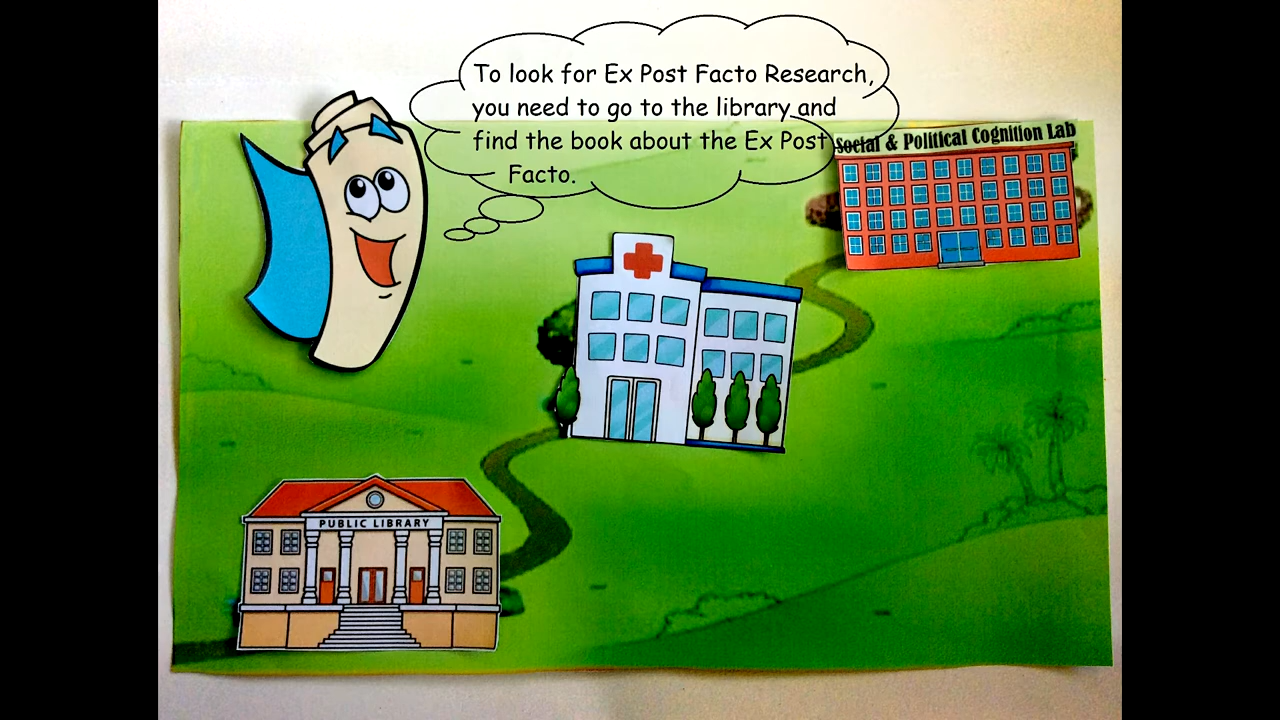 To look for Ex Post Facto Research,
you need to go to the library and
find the book about the Ex Post
Facto.
Social & Political Cognition Lab
PUBLIC LIBRARY